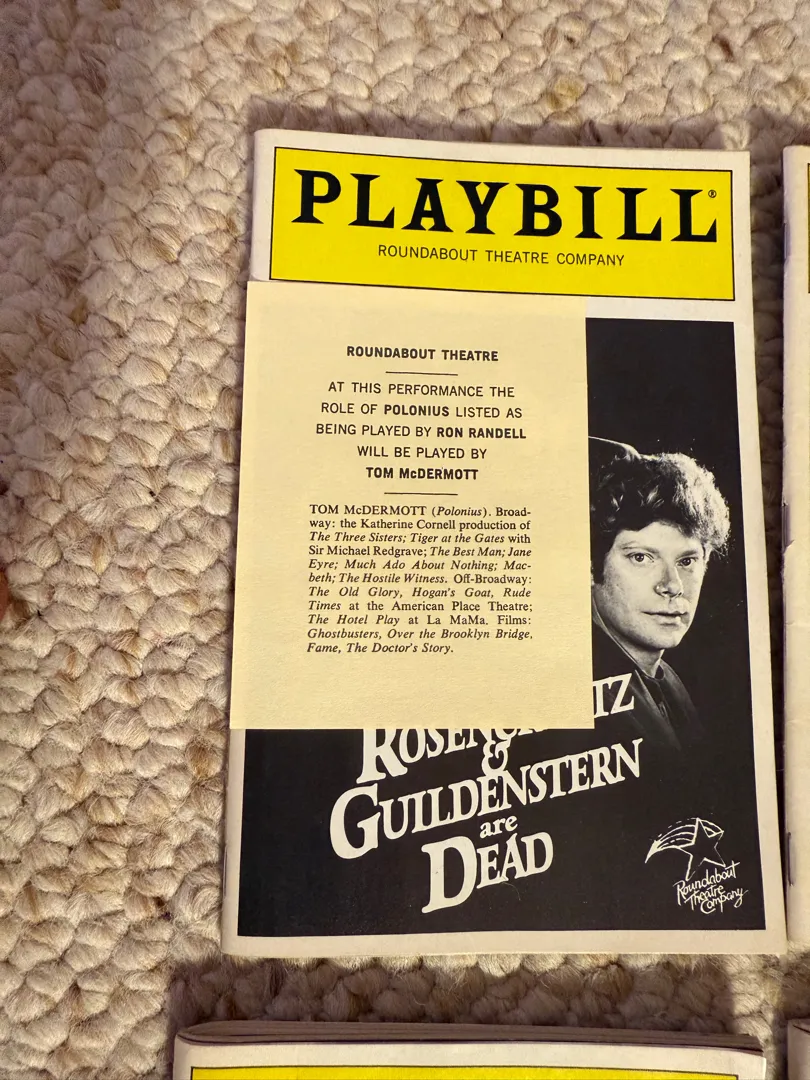 PLAYBILL®
ROUNDABOUT THEATRE COMPANY
ROUNDABOUT THEATRE
AT THIS PERFORMANCE THE
ROLE OF POLONIUS LISTED AS
BEING PLAYED BY RON RANDELL
WILL BE PLAYED BY
TOM McDERMOTT
TOM McDERMOTT (Polonius). Broad-
way: the Katherine Cornell production of
The Three Sisters; Tiger at the Gates with
Sir Michael Redgrave; The Best Man; Jane
Eyre; Much Ado About Nothing; Mac-
beth; The Hostile Witness. Off-Broadway:
The Old Glory, Hogan's Goat, Rude
Times at the American Place Theatre;
The Hotel Play at La MaMa. Films:
Ghostbusters, Over the Brooklyn Bridge,
Fame, The Doctor's Story.
&
GUILDENSTERN
are
DEAD
Roundabout
Theatre
Company